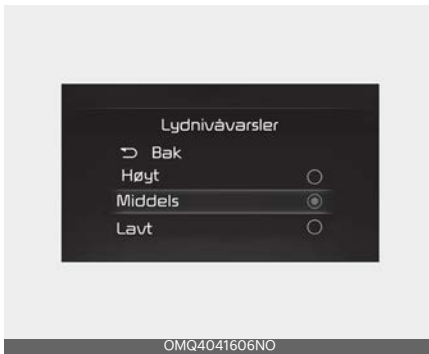 Lydnivåvarsler
Bak
Høyt
Middels
Lavt
OMQ4041606NO